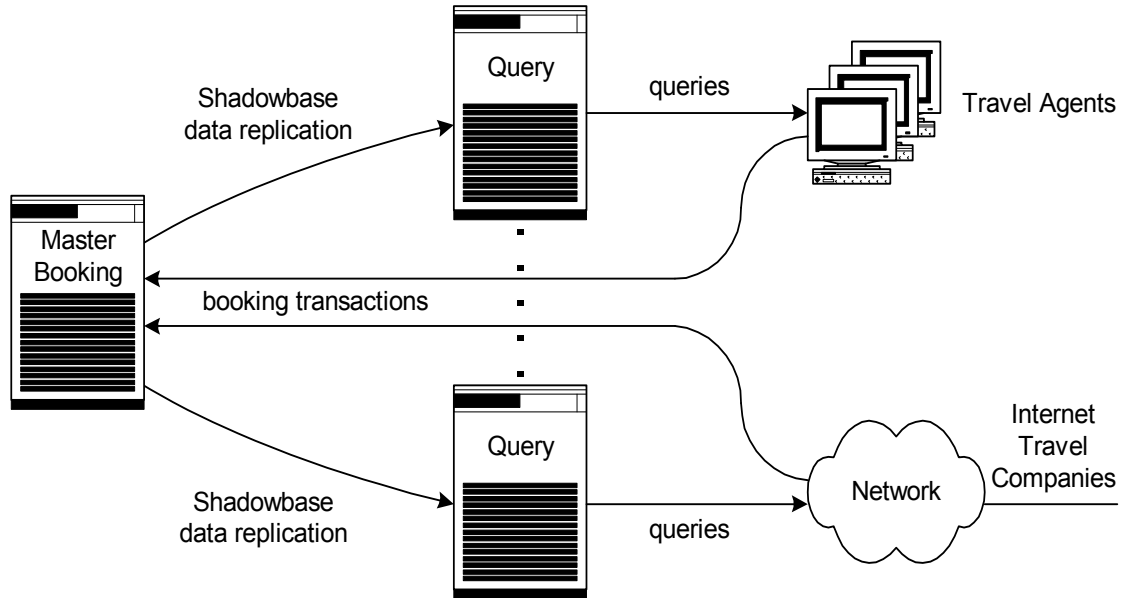 Query
queries
Travel Agents
Shadowbase
data replication
Master
Booking
booking transactions
Query
queries
Network
Internet
Travel
Companies
Shadowbase
data replication